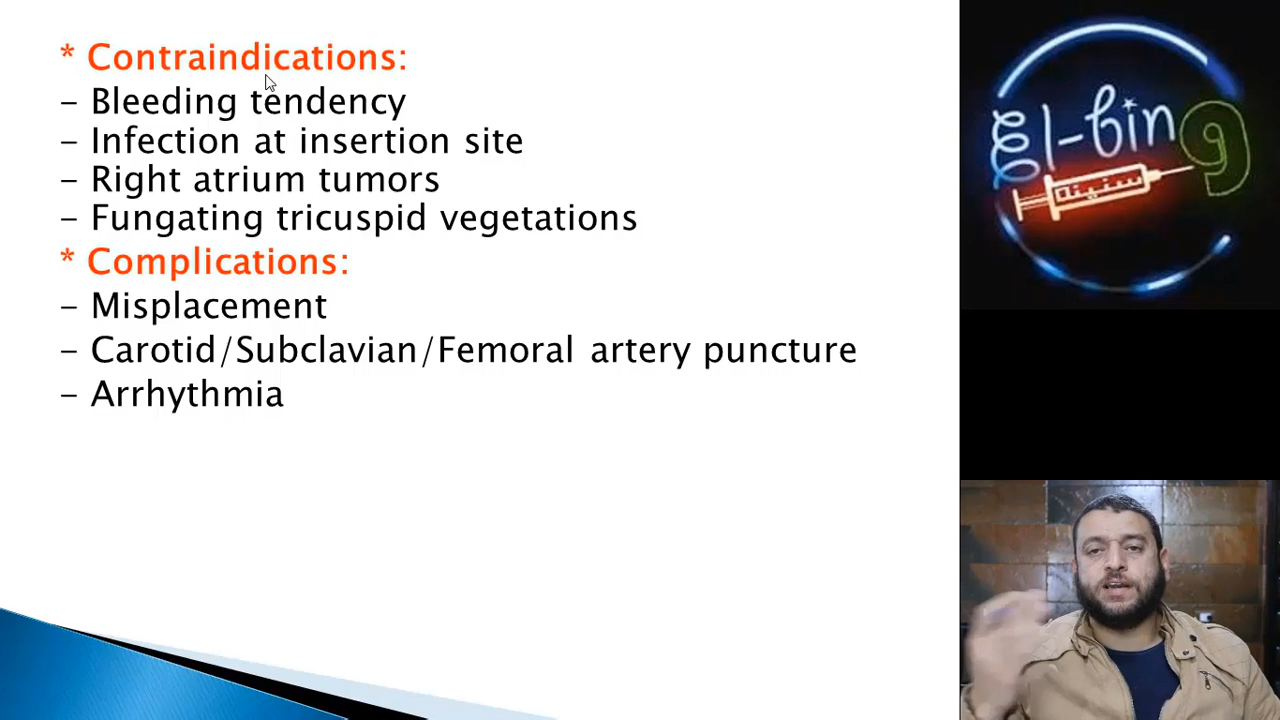 * Contraindications:
– Bleeding tendency
– Infection at insertion site
– Right atrium tumors
– Fungating tricuspid vegetations
* Complications:
– Misplacement
– Carotid/Subclavian/Femoral artery puncture
– Arrhythmia
El-bing
سنينة